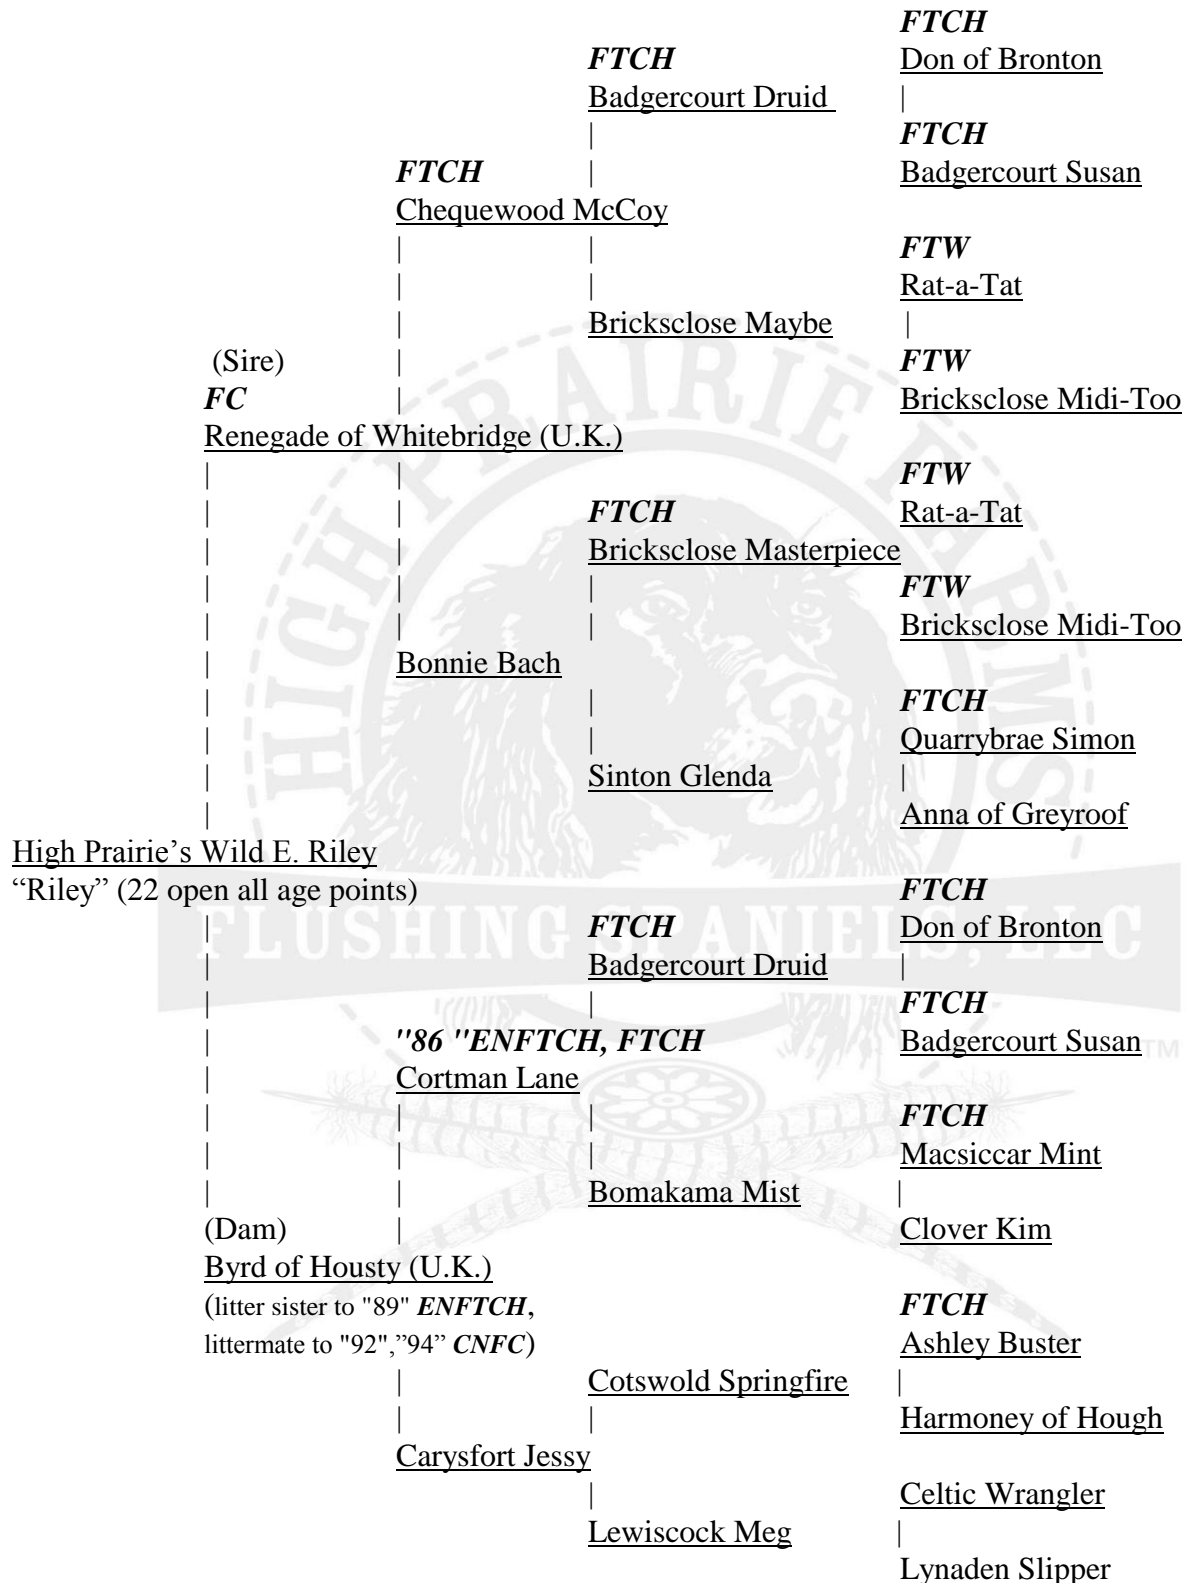 FTCH
Don of Bronton
FTCH
Badgercourt Druid
FTCH
Badgercourt Susan
FTCH
Chequewood McCoy
FTW
Rat-a-Tat
Bricksclose Maybe
FTW
Bricksclose Midi-Too
(Sire)
FC
Renegade of Whitebridge (U.K.)
FTW
Rat-a-Tat
FTCH
Bricksclose Masterpiece
FTW
Bricksclose Midi-Too
Bonnie Bach
FTCH
Quarrybrae Simon
Sinton Glenda
Anna of Greyroof
High Prairie’s Wild E. Riley
“Riley” (22 open all age points)
FTCH
Don of Bronton
FTCH
Badgercourt Druid
FTCH
Badgercourt Susan
"86 "ENFTCH, FTCH
Cortman Lane
FTCH
Macsiccar Mint
Bomakama Mist
Clover Kim
(Dam)
Byrd of Housty (U.K.)
(litter sister to "89" ENFTCH,
littermate to "92",”94” CNFC)
FTCH
Ashley Buster
Cotswold Springfire
Harmoney of Hough
Carysfort Jessy
Celtic Wrangler
Lewiscock Meg
Lynaden Slipper
HIGH PRAIRIE FARMS
FLUSHING SPANIELS, LLC
TM